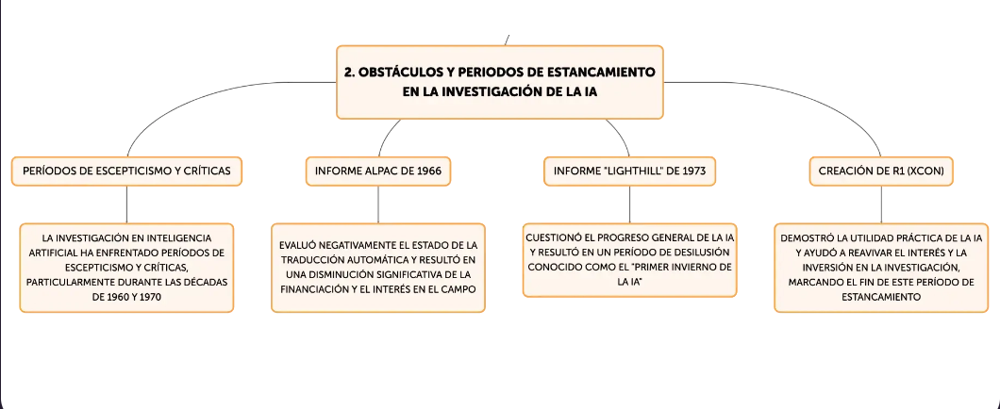 2. OBSTÁCULOS Y PERIODOS DE ESTANCAMIENTO
EN LA INVESTIGACIÓN DE LA IA
PERÍODOS DE ESCEPTICISMO Y CRÍTICAS
LA INVESTIGACIÓN EN INTELIGENCIA
ARTIFICIAL HA ENFRENTADO PERÍODOS DE
ESCEPTICISMO Y CRÍTICAS,
PARTICULARMENTE DURANTE LAS DÉCADAS
DE 1960 Y 1970
INFORME ALPAC DE 1966
EVALUÓ NEGATIVAMENTE EL ESTADO DE LA
TRADUCCIÓN AUTOMÁTICA Y RESULTÓ EN
UNA DISMINUCIÓN SIGNIFICATIVA DE LA
FINANCIACIÓN Y EL INTERÉS EN EL CAMPO
INFORME "LIGHTHILL" DE 1973
CUESTIONÓ EL PROGRESO GENERAL DE LA IA
Y RESULTÓ EN UN PERÍODO DE DESILUSIÓN
CONOCIDO COMO EL "PRIMER INVIERNO DE
LA IA"
CREACIÓN DE R1 (XCON)
DEMOSTRÓ LA UTILIDAD PRÁCTICA DE LA IA
Y AYUDÓ A REAVIVAR EL INTERÉS Y LA
INVERSIÓN EN LA INVESTIGACIÓN,
MARCANDO EL FIN DE ESTE PERÍODO DE
ESTANCAMIENTO